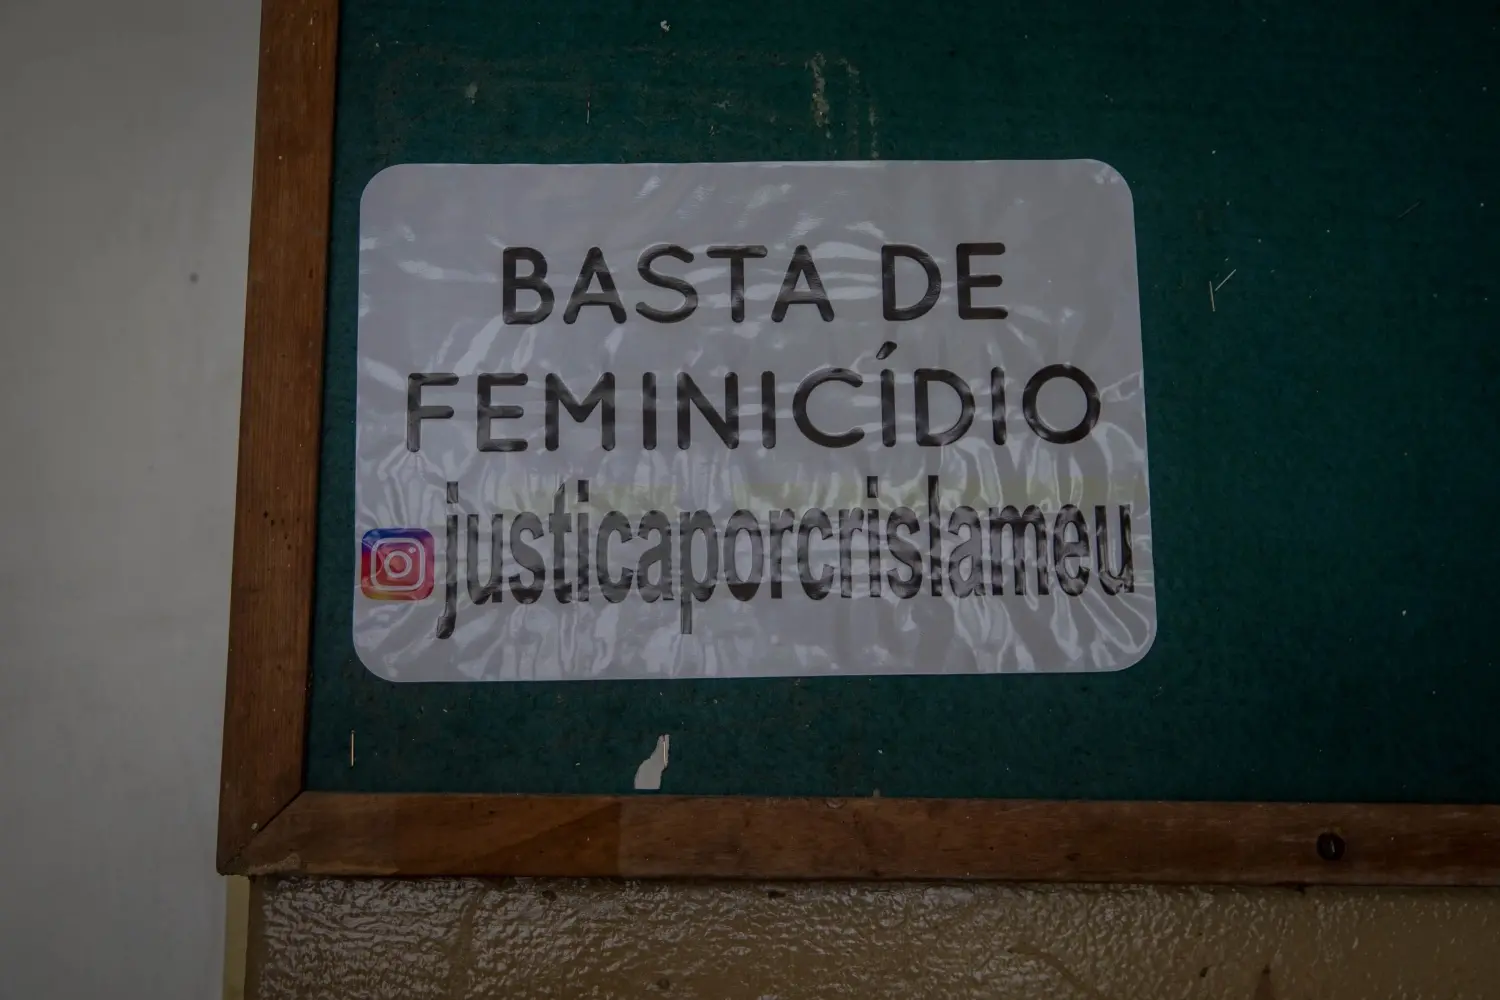 BASTA DE
FEMINICÍDIO
justicaporcrislameu